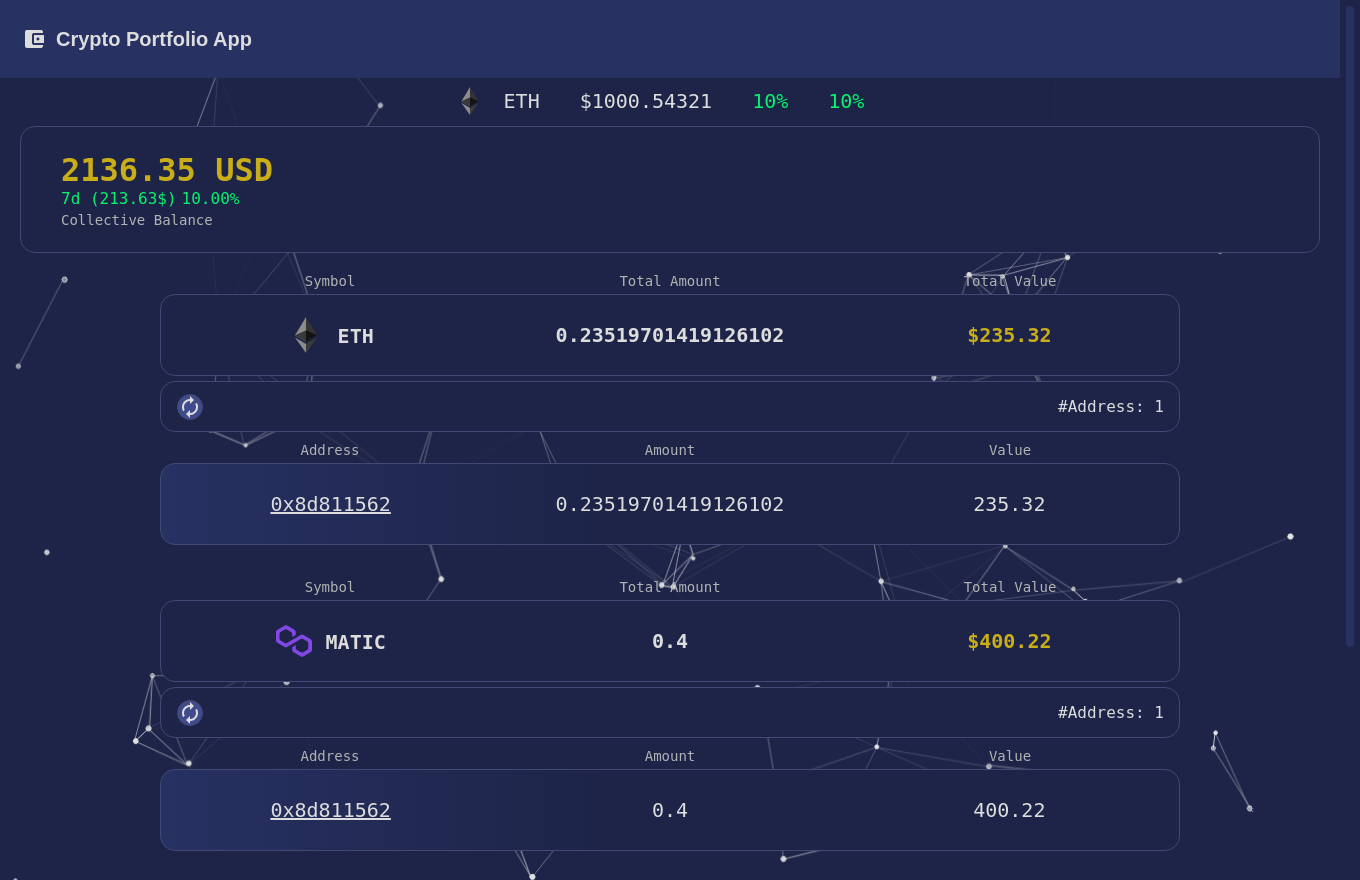 Crypto Portfolio App
ETH $1000.54321 10% 10%
2136.35 USD
7d (213.63$) 10.00%
Collective Balance
Symbol Total Amount Total Value
ETH 0.23519701419126102 $235.32
#Address: 1
Address Amount Value
0x8d811562 0.23519701419126102 235.32
Symbol Total Amount Total Value
MATIC 0.4 $400.22
#Address: 1
Address Amount Value
0x8d811562 0.4 400.22